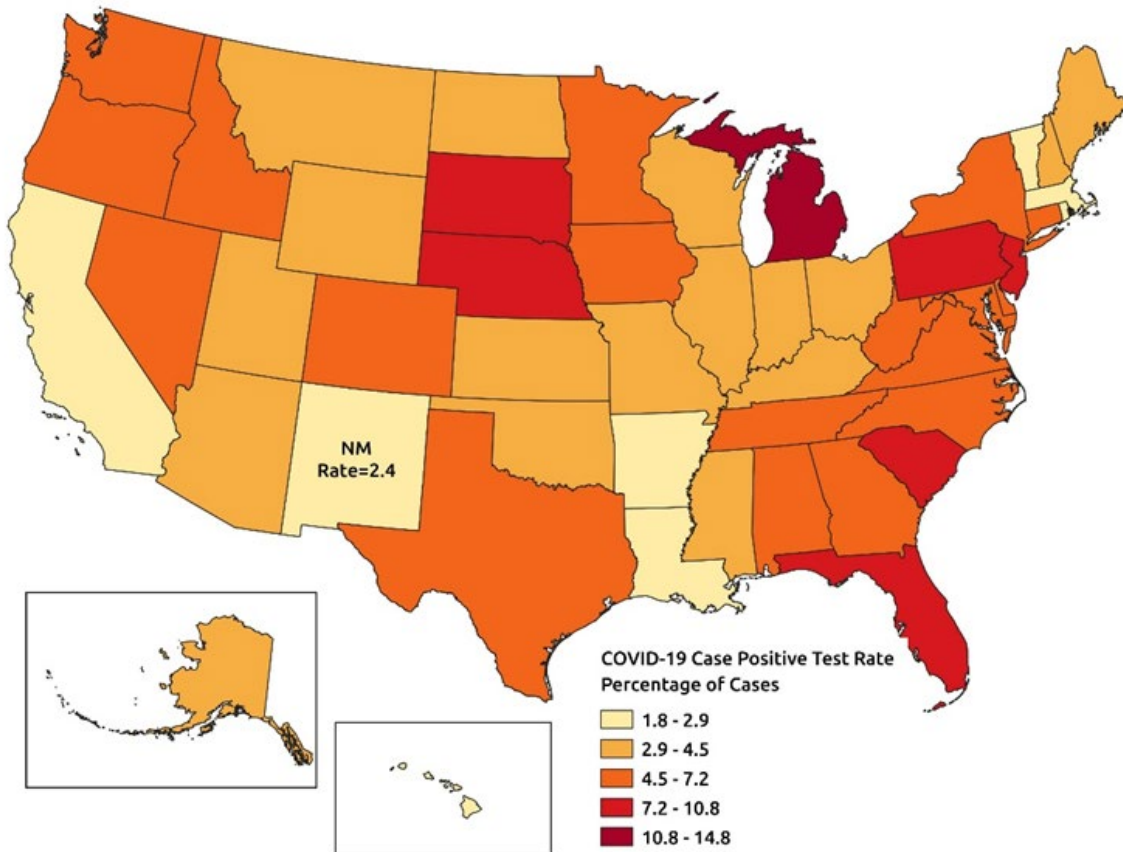 NM
Rate=2.4
COVID-19 Case Positive Test Rate
Percentage of Cases
1.8 - 2.9
2.9 - 4.5
4.5 - 7.2
7.2 - 10.8
10.8 - 14.8